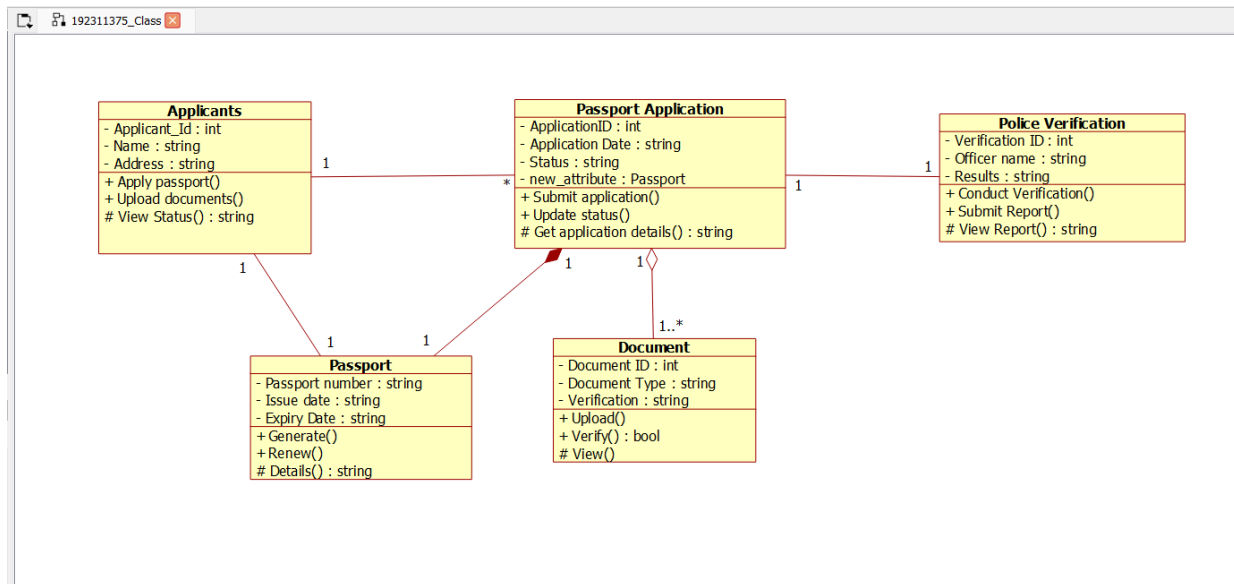 192311375_Class
Applicants
- Applicant_Id : int
- Name : string
- Address : string
+ Apply passport()
+ Upload documents()
# View Status() : string
1
*
Passport Application
- ApplicationID : int
- Application Date : string
- Status : string
- new_attribute : Passport
+ Submit application()
+ Update status()
# Get application details() : string
1
1
Police Verification
- Verification ID : int
- Officer name : string
- Results : string
+ Conduct Verification()
+ Submit Report()
# View Report() : string
1
1
1
1
1
1..*
Passport
- Passport number : string
- Issue date : string
- Expiry Date : string
+ Generate()
+ Renew()
# Details() : string
Document
- Document ID : int
- Document Type : string
- Verification : string
+ Upload()
+ Verify() : bool
# View()